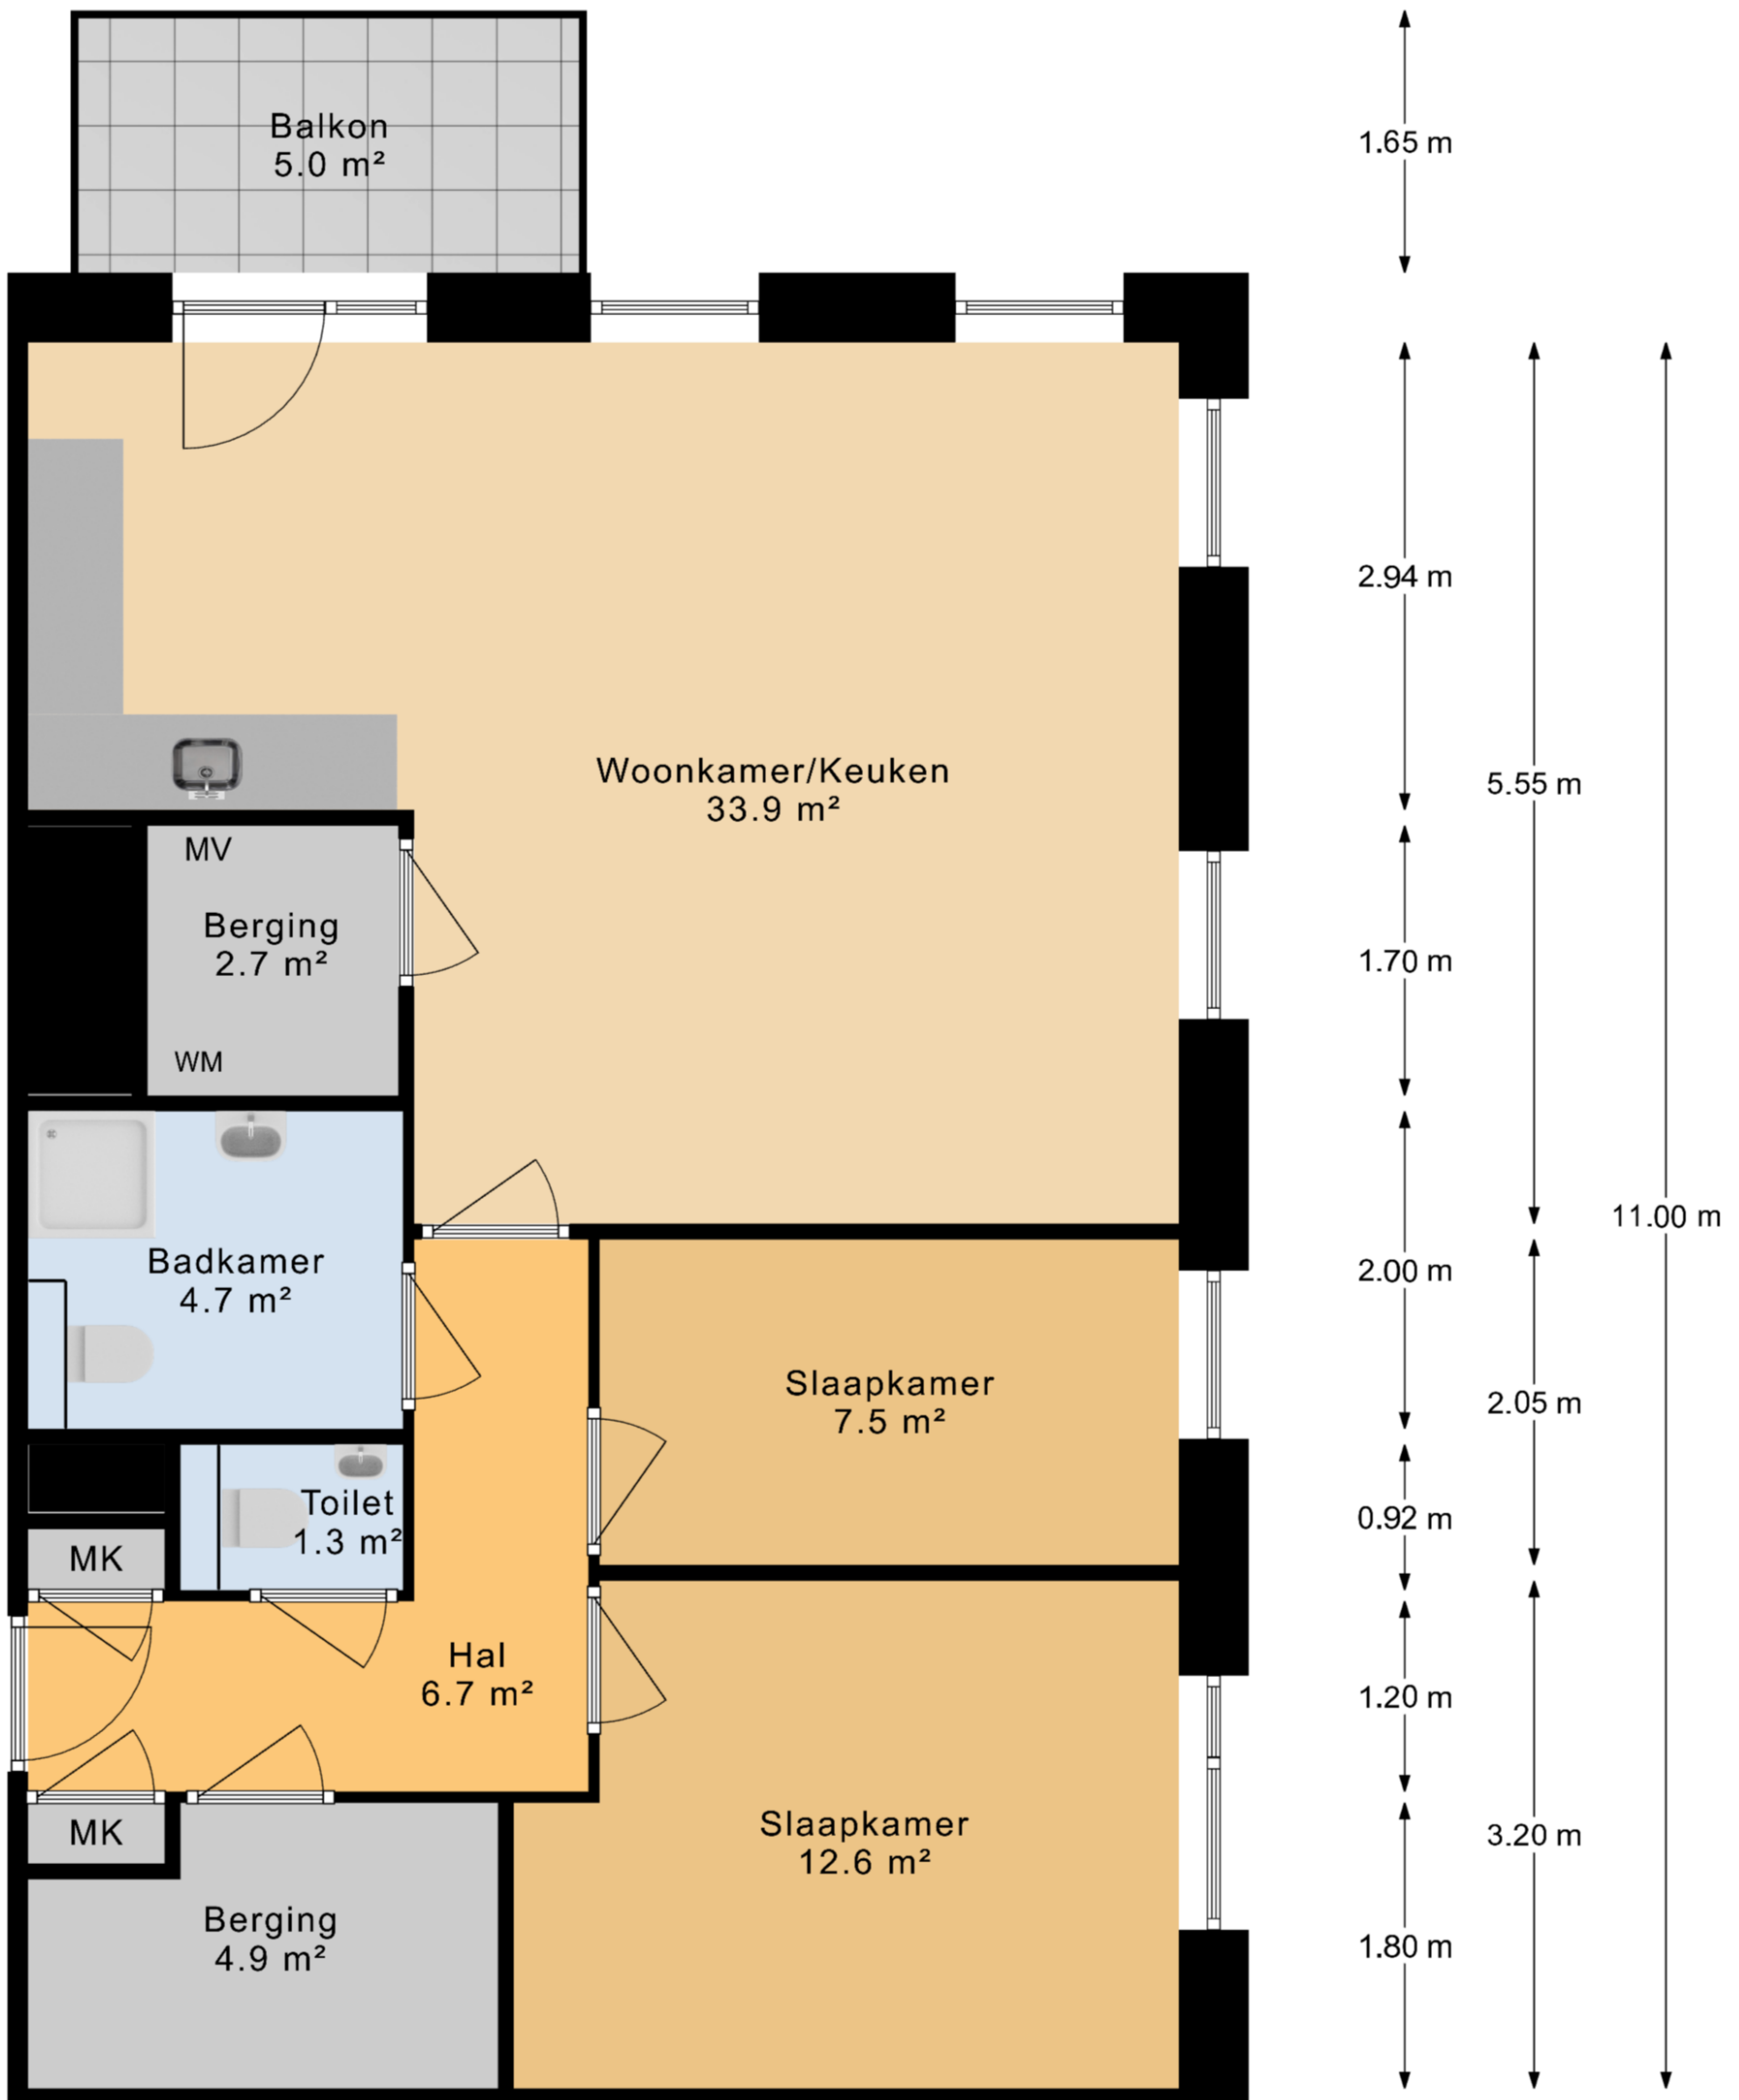 Balkon
5.0 m²
1.65 m
2.94 m
Woonkamer/Keuken
33.9 m²
5.55 m
MV
Berging
2.7 m²
WM
1.70 m
11.00 m
Badkamer
4.7 m²
2.00 m
Slaapkamer
7.5 m²
2.05 m
Toilet
1.3 m²
0.92 m
MK
Hal
6.7 m²
1.20 m
MK
Slaapkamer
12.6 m²
3.20 m
Berging
4.9 m²
1.80 m